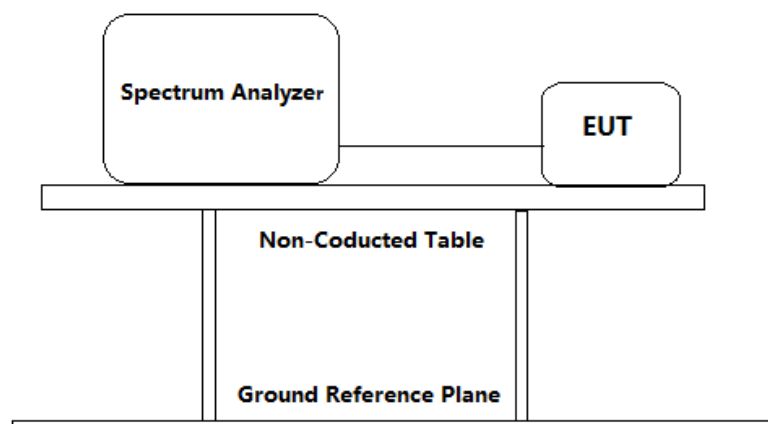 Spectrum Analyzer
EUT
Non-Coducted Table
Ground Reference Plane